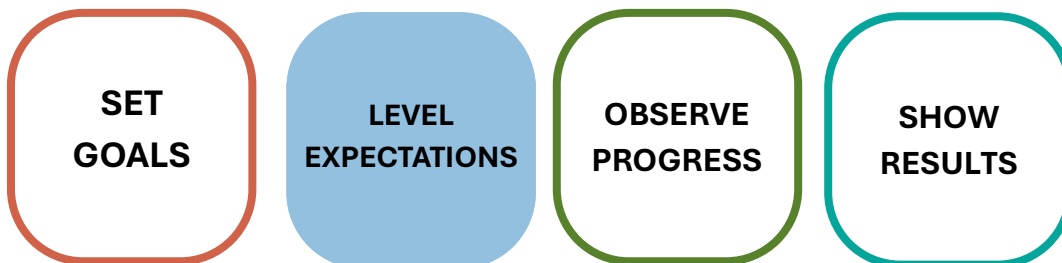 SET
GOALS
LEVEL
EXPECTATIONS
OBSERVE
PROGRESS
SHOW
RESULTS